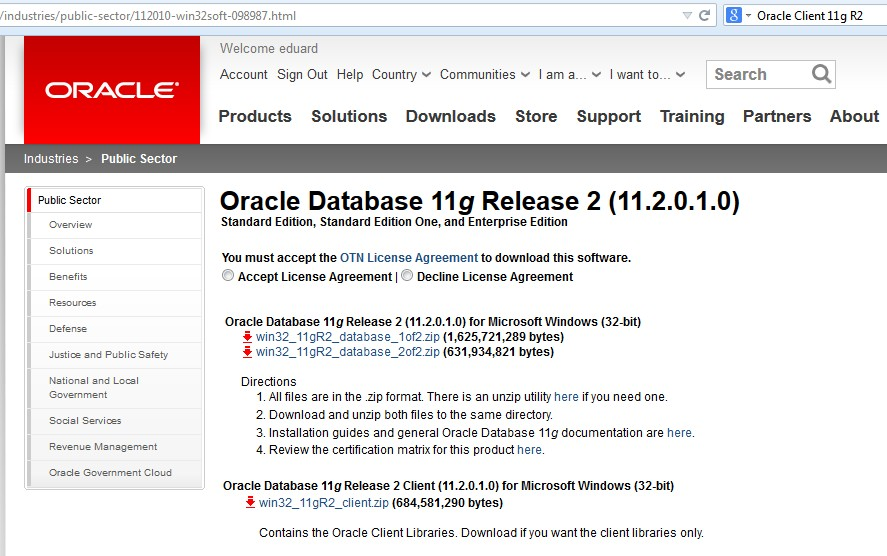 /industries/public-sector/112010-win32soft-098987.html
Oracle Client 11g R2
Welcome eduard
Account Sign Out Help Country Communities I am a... I want to... Search
ORACLE
Products Solutions Downloads Store Support Training Partners About
Industries > Public Sector
Public Sector
Overview
Solutions
Benefits
Resources
Defense
Justice and Public Safety
National and Local
Government
Social Services
Revenue Management
Oracle Government Cloud
Oracle Database 11g Release 2 (11.2.0.1.0)
Standard Edition, Standard Edition One, and Enterprise Edition
You must accept the OTN License Agreement to download this software.
Accept License Agreement | Decline License Agreement
Oracle Database 11g Release 2 (11.2.0.1.0) for Microsoft Windows (32-bit)
win32_11gR2_database_1of2.zip (1,625,721,289 bytes)
win32_11gR2_database_2of2.zip (631,934,821 bytes)
Directions
1. All files are in the .zip format. There is an unzip utility here if you need one.
2. Download and unzip both files to the same directory.
3. Installation guides and general Oracle Database 11g documentation are here.
4. Review the certification matrix for this product here.
Oracle Database 11g Release 2 Client (11.2.0.1.0) for Microsoft Windows (32-bit)
win32_11gR2_client.zip (684,581,290 bytes)
Contains the Oracle Client Libraries. Download if you want the client libraries only.